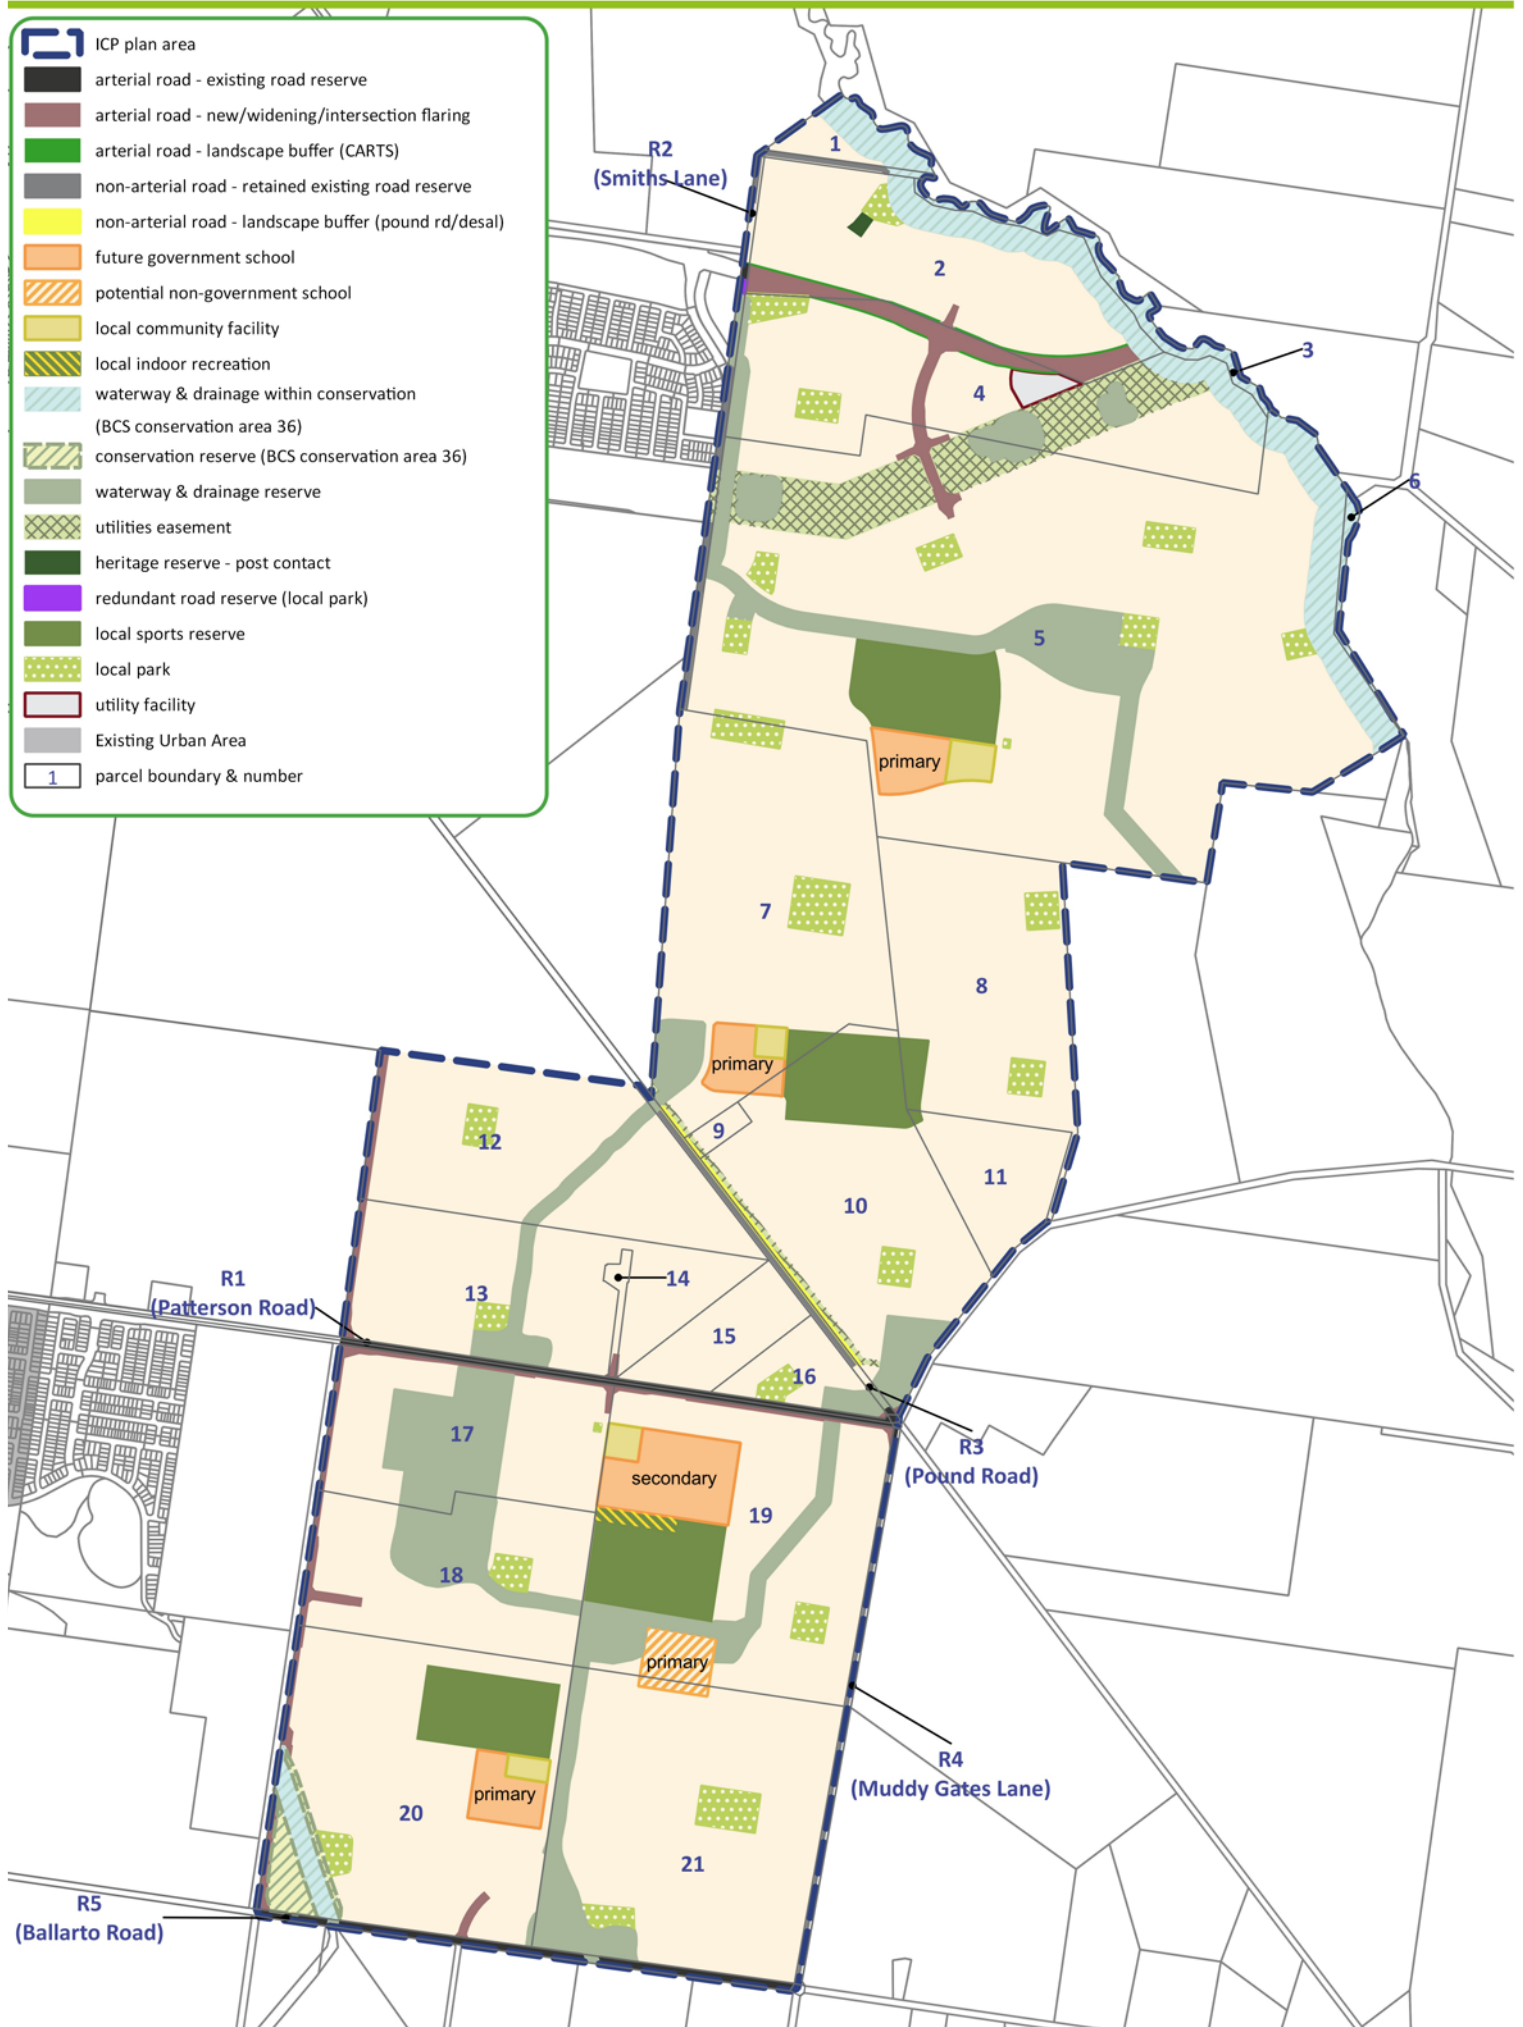 ICP plan area
arterial road - existing road reserve
arterial road - new/widening/intersection flaring
arterial road - landscape buffer (CARTS)
non-arterial road - retained existing road reserve
non-arterial road - landscape buffer (pound rd/desal)
future government school
potential non-government school
local community facility
local indoor recreation
waterway & drainage within conservation
(BCS conservation area 36)
conservation reserve (BCS conservation area 36)
waterway & drainage reserve
utilities easement
heritage reserve - post contact
redundant road reserve (local park)
local sports reserve
local park
utility facility
Existing Urban Area
1 parcel boundary & number
1
R2
(Smiths Lane)
2
3
4
6
5
primary
7
8
primary
9
12
11
10
R1
(Patterson Road)
13
14
15
16
17
R3
(Pound Road)
secondary
19
18
primary
R4
(Muddy Gates Lane)
primary
20
21
R5
(Ballarto Road)